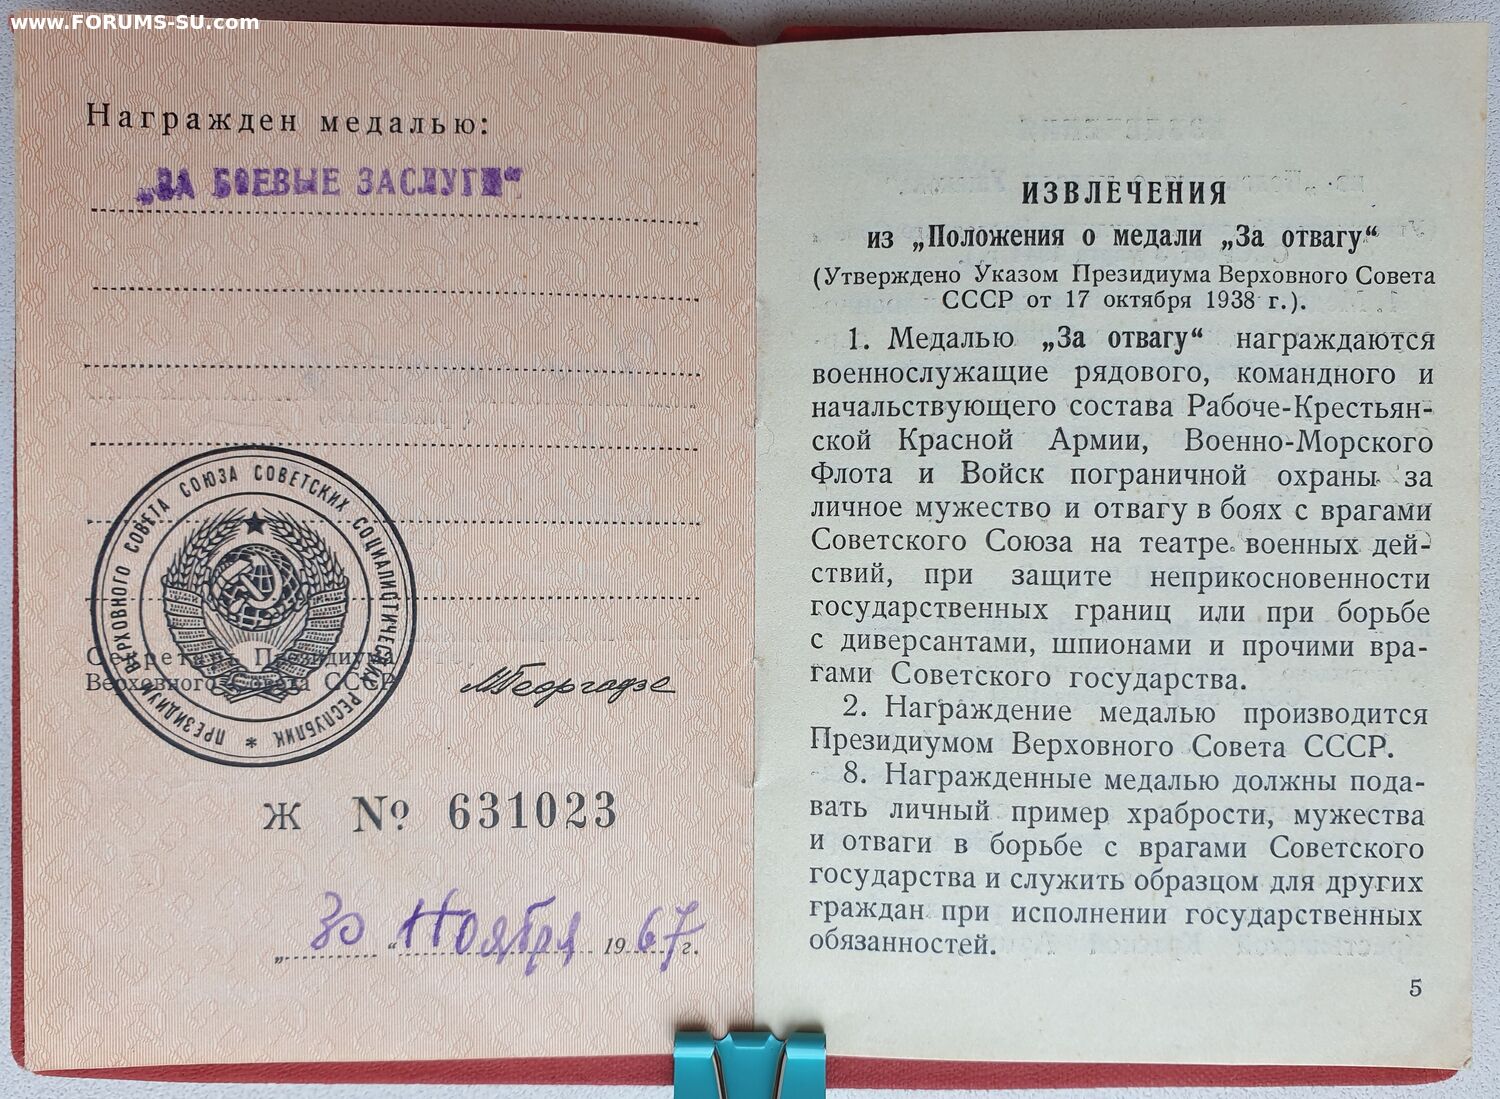 www.FORUMS-SU.com
Награжден медалью:
„ЗА БОЕВЫЕ ЗАСЛУГИ“
ПРЕЗИДИУМ ВЕРХОВНОГО СОВЕТА СОЮЗА СОВЕТСКИХ СОЦИАЛИСТИЧЕСКИХ РЕСПУБЛИК *
Секретарь Президиума
Верховного Совета СССР
МГеоргадзе
Ж № 631023
„30“ Ноября 1967 г.
ИЗВЛЕЧЕНИЯ
из „Положения о медали „За отвагу“
(Утверждено Указом Президиума Верховного Совета
СССР от 17 октября 1938 г.).
1. Медалью „За отвагу“ награждаются
военнослужащие рядового, командного и
начальствующего состава Рабоче-Крестьян-
ской Красной Армии, Военно-Морского
Флота и Войск пограничной охраны за
личное мужество и отвагу в боях с врагами
Советского Союза на театре военных дей-
ствий, при защите неприкосновенности
государственных границ или при борьбе
с диверсантами, шпионами и прочими вра-
гами Советского государства.
2. Награждение медалью производится
Президиумом Верховного Совета СССР.
8. Награжденные медалью должны пода-
вать личный пример храбрости, мужества
и отваги в борьбе с врагами Советского
государства и служить образцом для других
граждан при исполнении государственных
обязанностей.
5